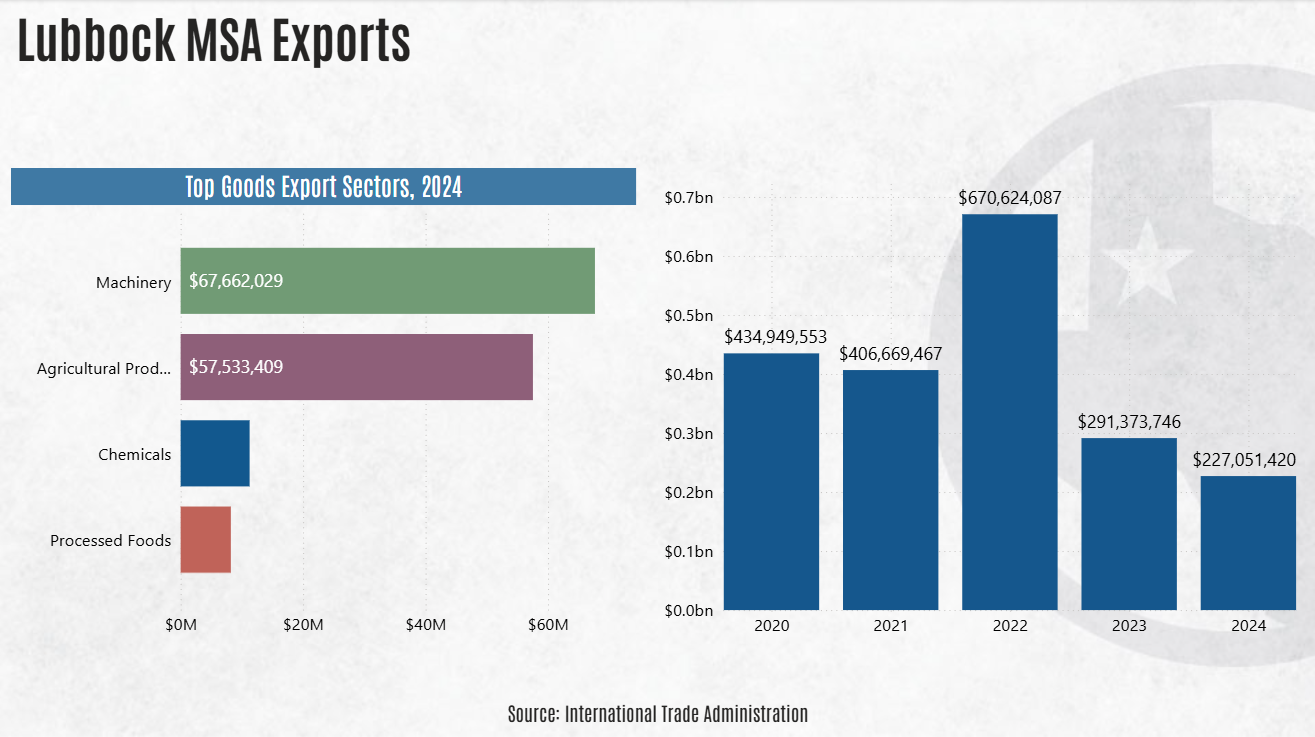 Lubbock MSA Exports
Top Goods Export Sectors, 2024
Machinery
$67,662,029
Agricultural Prod...
$57,533,409
Chemicals
Processed Foods
$0M $20M $40M $60M
$0.7bn
$0.6bn
$0.5bn
$0.4bn
$0.3bn
$0.2bn
$0.1bn
$0.0bn
$434,949,553
$406,669,467
$670,624,087
$291,373,746
$227,051,420
2020 2021 2022 2023 2024
Source: International Trade Administration